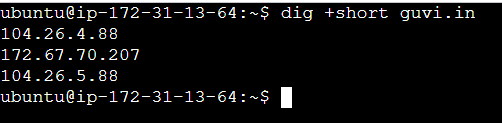 ubuntu@ip-172-31-13-64:~$ dig +short guvi.in
104.26.4.88
172.67.70.207
104.26.5.88
ubuntu@ip-172-31-13-64:~$